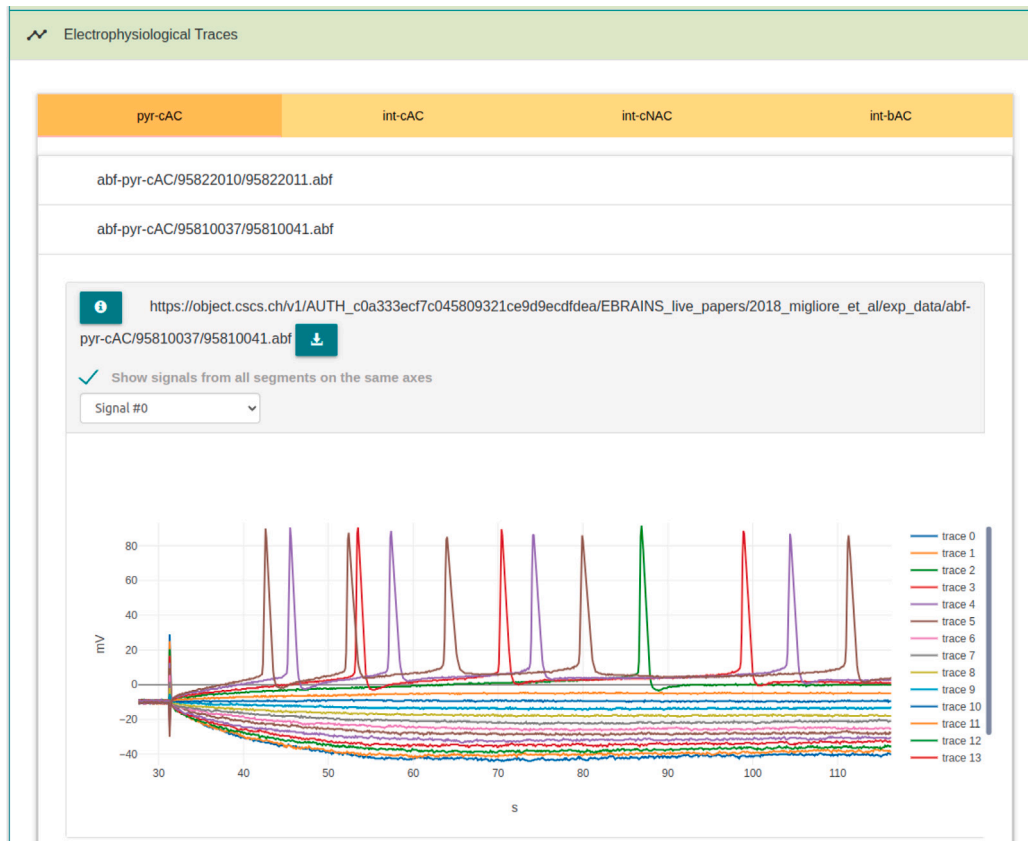 Electrophysiological Traces
pyr-cAC int-cAC int-cNAC int-bAC
abf-pyr-cAC/95822010/95822011.abf
abf-pyr-cAC/95810037/95810041.abf
https://object.cscs.ch/v1/AUTH_c0a333ecf7c045809321ce9d9ecdfdea/EBRAINS_live_papers/2018_migliore_et_al/exp_data/abf-
pyr-cAC/95810037/95810041.abf
Show signals from all segments on the same axes
Signal #0
80
60
40
20
0
−20
−40
mV
30 40 50 60 70 80 90 100 110
s
trace 0
trace 1
trace 2
trace 3
trace 4
trace 5
trace 6
trace 7
trace 8
trace 9
trace 10
trace 11
trace 12
trace 13